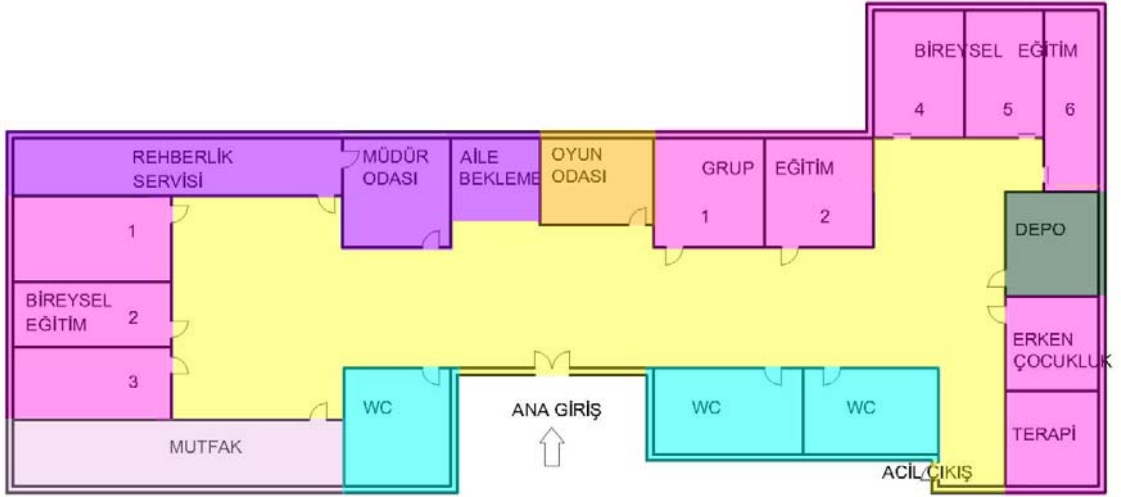 BİREYSEL EĞİTİM
4
5
6
REHBERLİK
SERVİSİ
MÜDÜR
ODASI
AİLE
BEKLEME
OYUN
ODASI
GRUP EĞİTİM
1
2
DEPO
1
BİREYSEL
EĞİTİM
2
3
ERKEN
ÇOCUKLUK
WC
ANA GİRİŞ
WC
WC
TERAPİ
MUTFAK
ACİL ÇIKIŞ